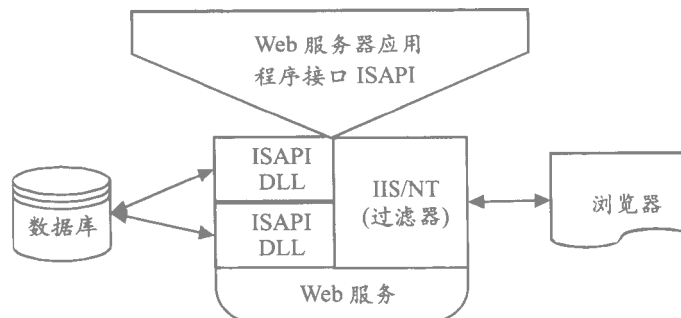 Web 服务器应用
程序接口 ISAPI
ISAPI
DLL
ISAPI
DLL
IIS/NT
(过滤器)
数据库
浏览器
Web 服务